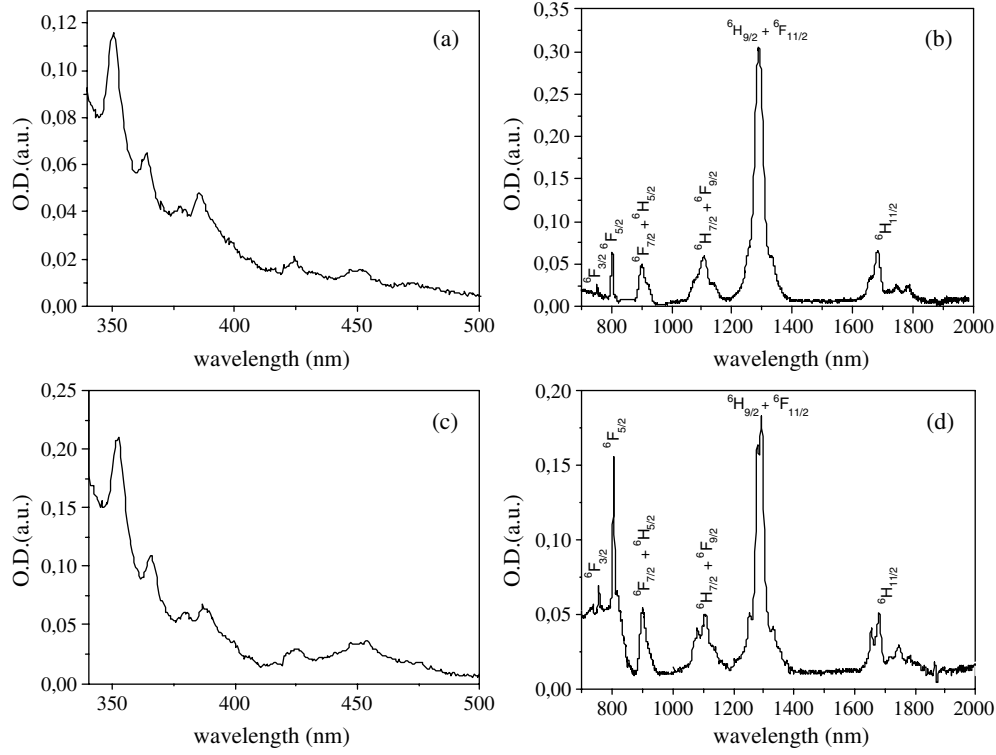 (a)
0,12
0,10
0,08
0,06
0,04
0,02
0,00
O.D.(a.u.)
350 400 450 500
wavelength (nm)
(b)
0,35
0,30
0,25
0,20
0,15
0,10
0,05
0,00
O.D.(a.u.)
⁶F₃/₂
⁶F₅/₂
⁶F₇/₂ + ⁶H₅/₂
⁶H₇/₂ + ⁶F₉/₂
⁶H₉/₂ + ⁶F₁₁/₂
⁶H₁₁/₂
800 1000 1200 1400 1600 1800 2000
wavelength (nm)
(c)
0,25
0,20
0,15
0,10
0,05
0,00
O.D.(a.u.)
350 400 450 500
wavelength (nm)
(d)
0,20
0,15
0,10
0,05
0,00
O.D.(a.u.)
⁶F₃/₂
⁶F₅/₂
⁶F₇/₂ + ⁶H₅/₂
⁶H₇/₂ + ⁶F₉/₂
⁶H₉/₂ + ⁶F₁₁/₂
⁶H₁₁/₂
800 1000 1200 1400 1600 1800 2000
wavelength (nm)